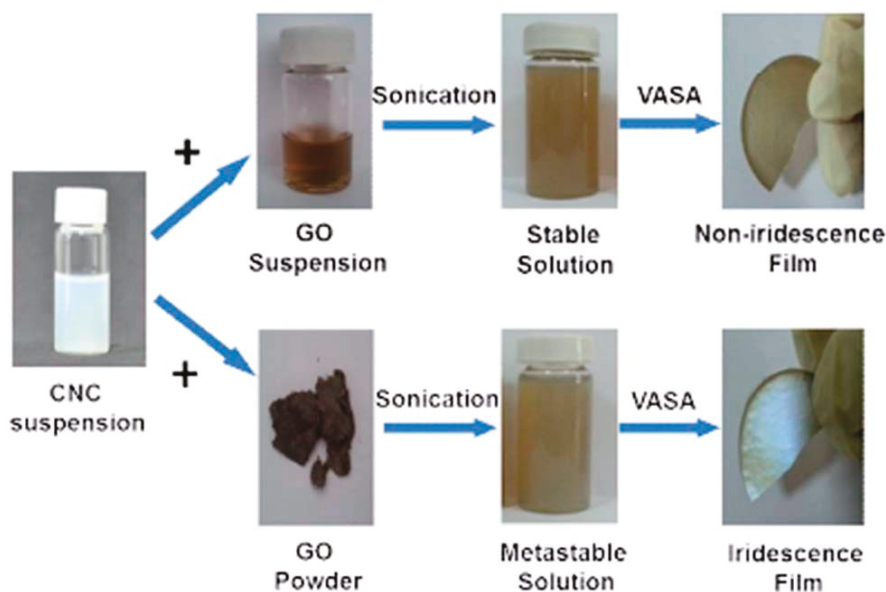 +
GO
Suspension
Sonication
Stable
Solution
VASA
Non-iridescence
Film
CNC
suspension
+
GO
Powder
Sonication
Metastable
Solution
VASA
Iridescence
Film